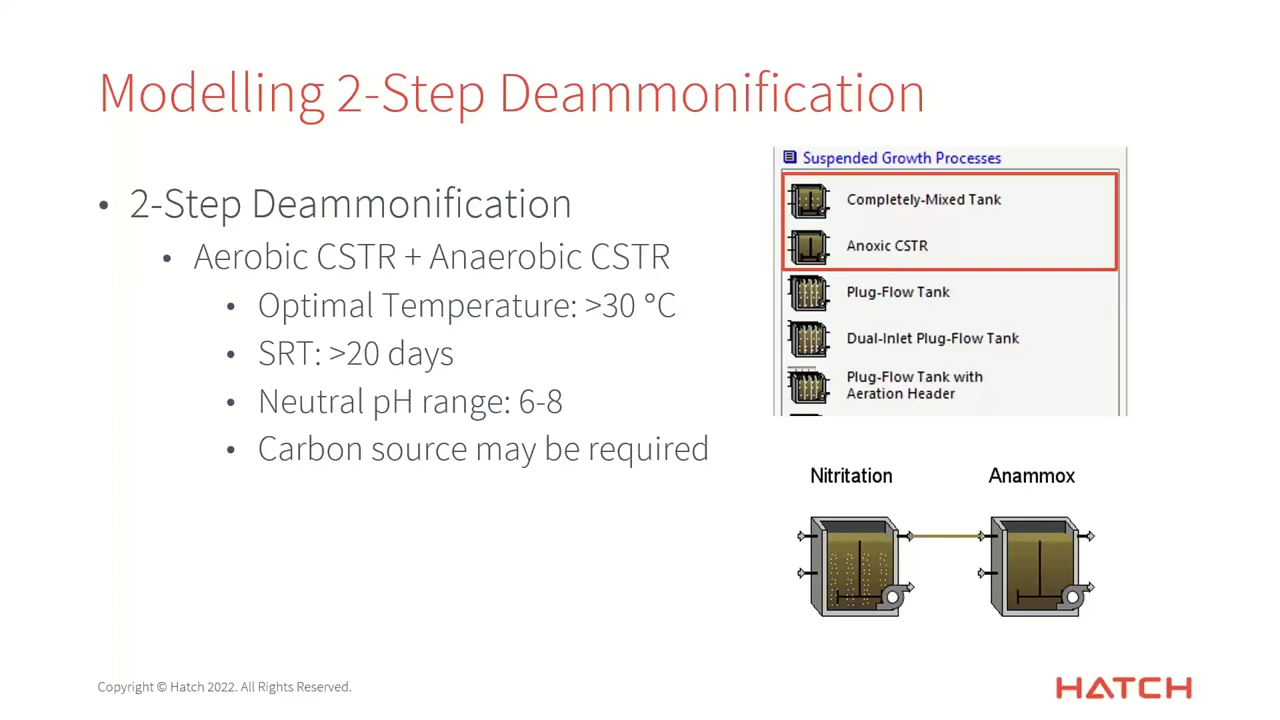 Modelling 2-Step Deammonification
• 2-Step Deammonification
• Aerobic CSTR + Anaerobic CSTR
• Optimal Temperature: >30 °C
• SRT: >20 days
• Neutral pH range: 6-8
• Carbon source may be required
Suspended Growth Processes
Completely-Mixed Tank
Anoxic CSTR
Plug-Flow Tank
Dual-Inlet Plug-Flow Tank
Plug-Flow Tank with
Aeration Header
Nitritation
Anammox
Copyright © Hatch 2022. All Rights Reserved.
HATCH